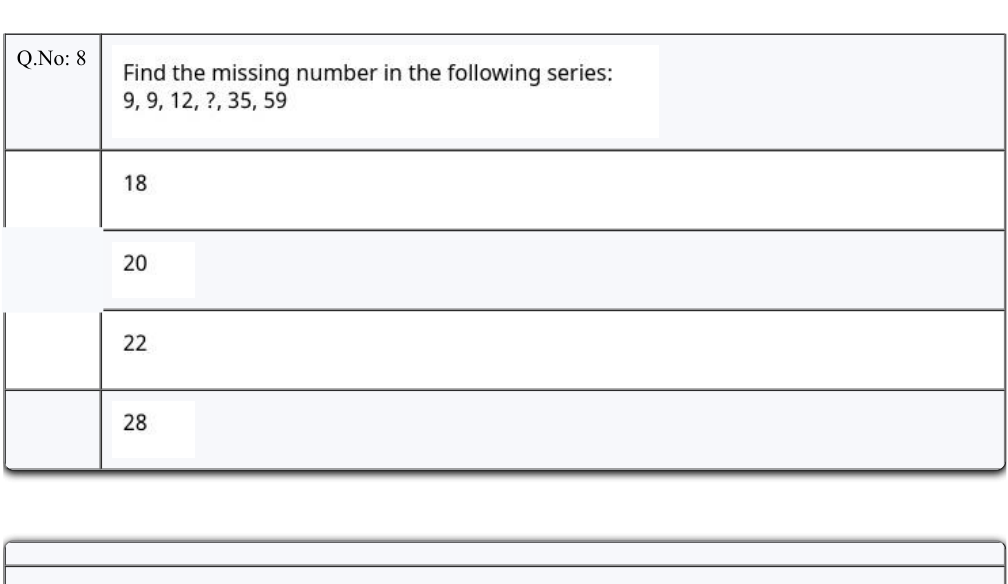 Q.No: 8
Find the missing number in the following series:
9, 9, 12, ?, 35, 59
18
20
22
28